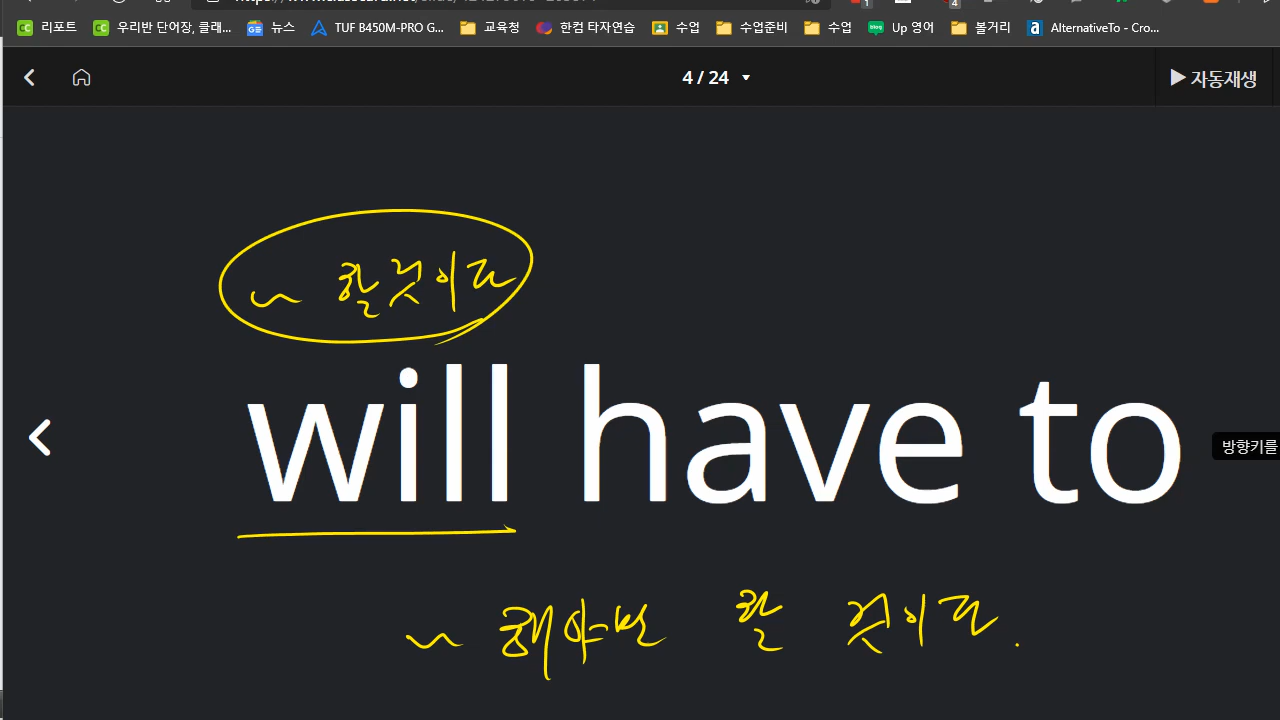 리포트 우리반 단어장, 클래... 뉴스 TUF B450M-PRO G... 교육청 한컴 타자연습 수업 수업준비 수업 Up 영어 볼거리 AlternativeTo - Cro...
4 / 24 자동재생
~ 할것이다
will have to
방향키를
~ 해야만 할 것이다.